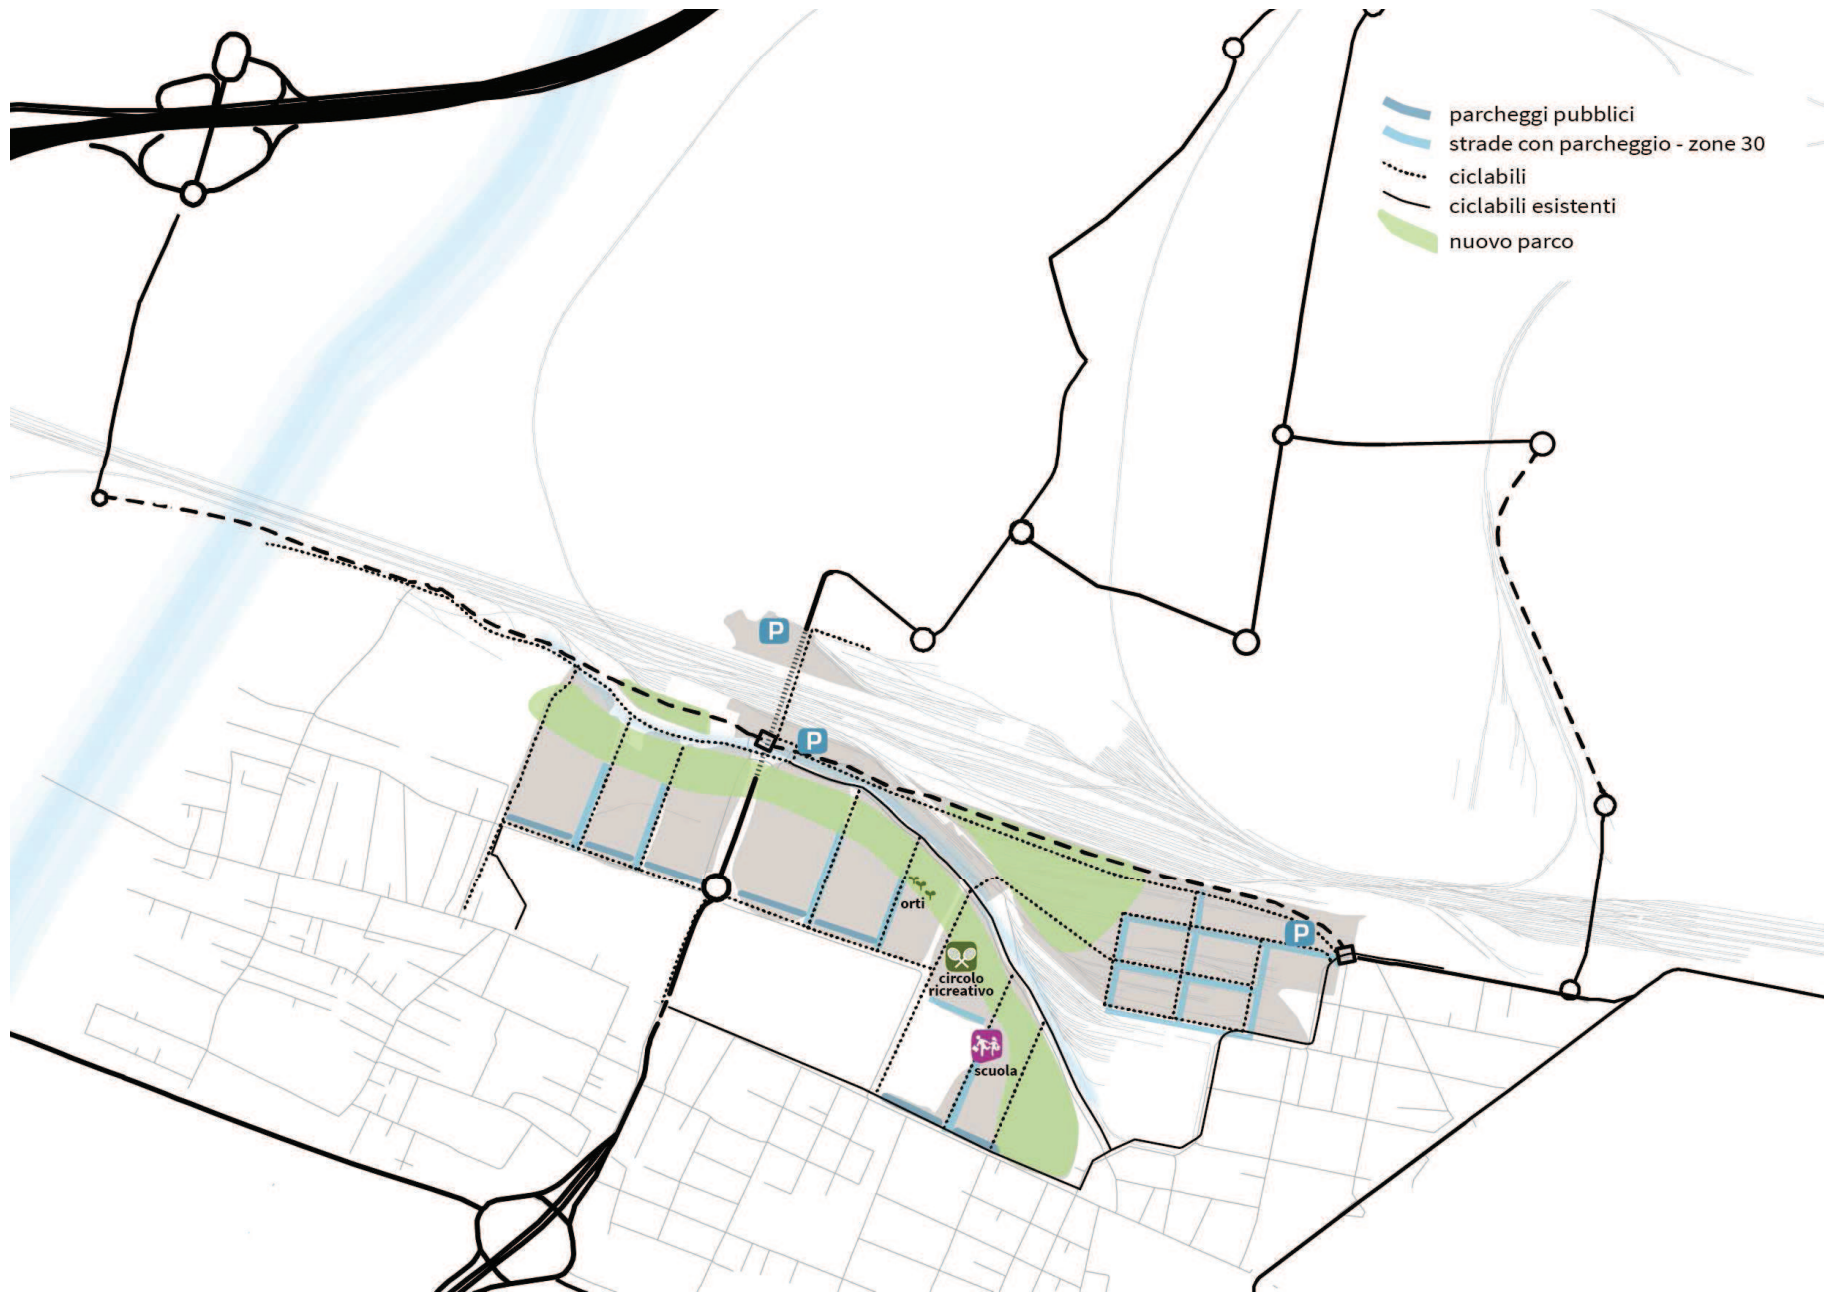 parcheggi pubblici
strade con parcheggio - zone 30
ciclabili
ciclabili esistenti
nuovo parco
P
P
orti
P
circolo
ricreativo
scuola